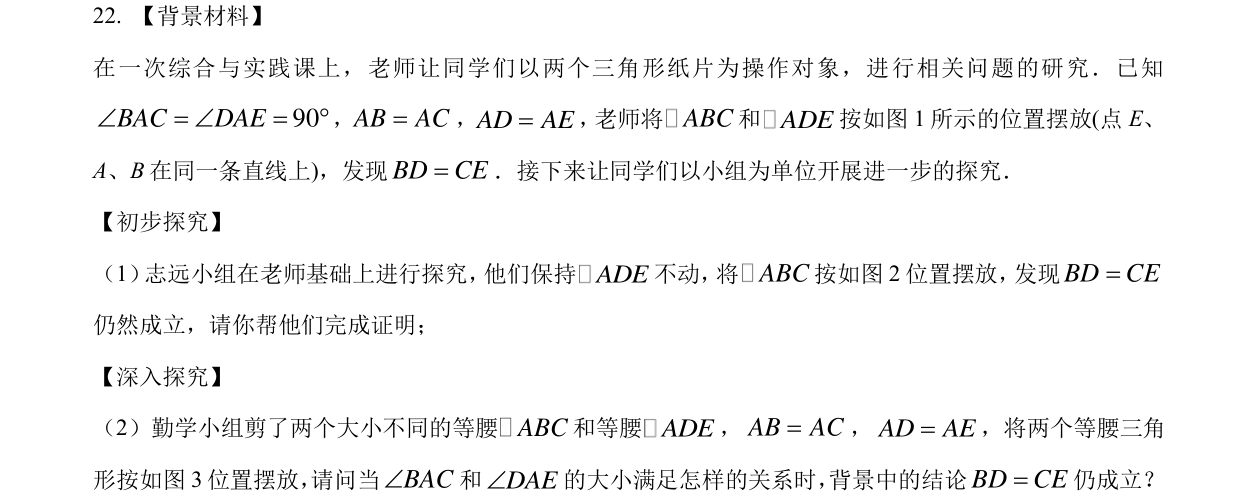 22. 【背景材料】
在一次综合与实践课上，老师让同学们以两个三角形纸片为操作对象，进行相关问题的研究．已知
∠BAC = ∠DAE = 90°，AB = AC，AD = AE，老师将□ABC和□ADE按如图 1 所示的位置摆放(点 E、
A、B 在同一条直线上)，发现 BD = CE．接下来让同学们以小组为单位开展进一步的探究．
【初步探究】
（1）志远小组在老师基础上进行探究，他们保持□ADE不动，将□ABC按如图 2 位置摆放，发现 BD = CE
仍然成立，请你帮他们完成证明；
【深入探究】
（2）勤学小组剪了两个大小不同的等腰□ABC和等腰□ADE，AB = AC，AD = AE，将两个等腰三角
形按如图 3 位置摆放，请问当∠BAC和∠DAE的大小满足怎样的关系时，背景中的结论 BD = CE 仍成立？